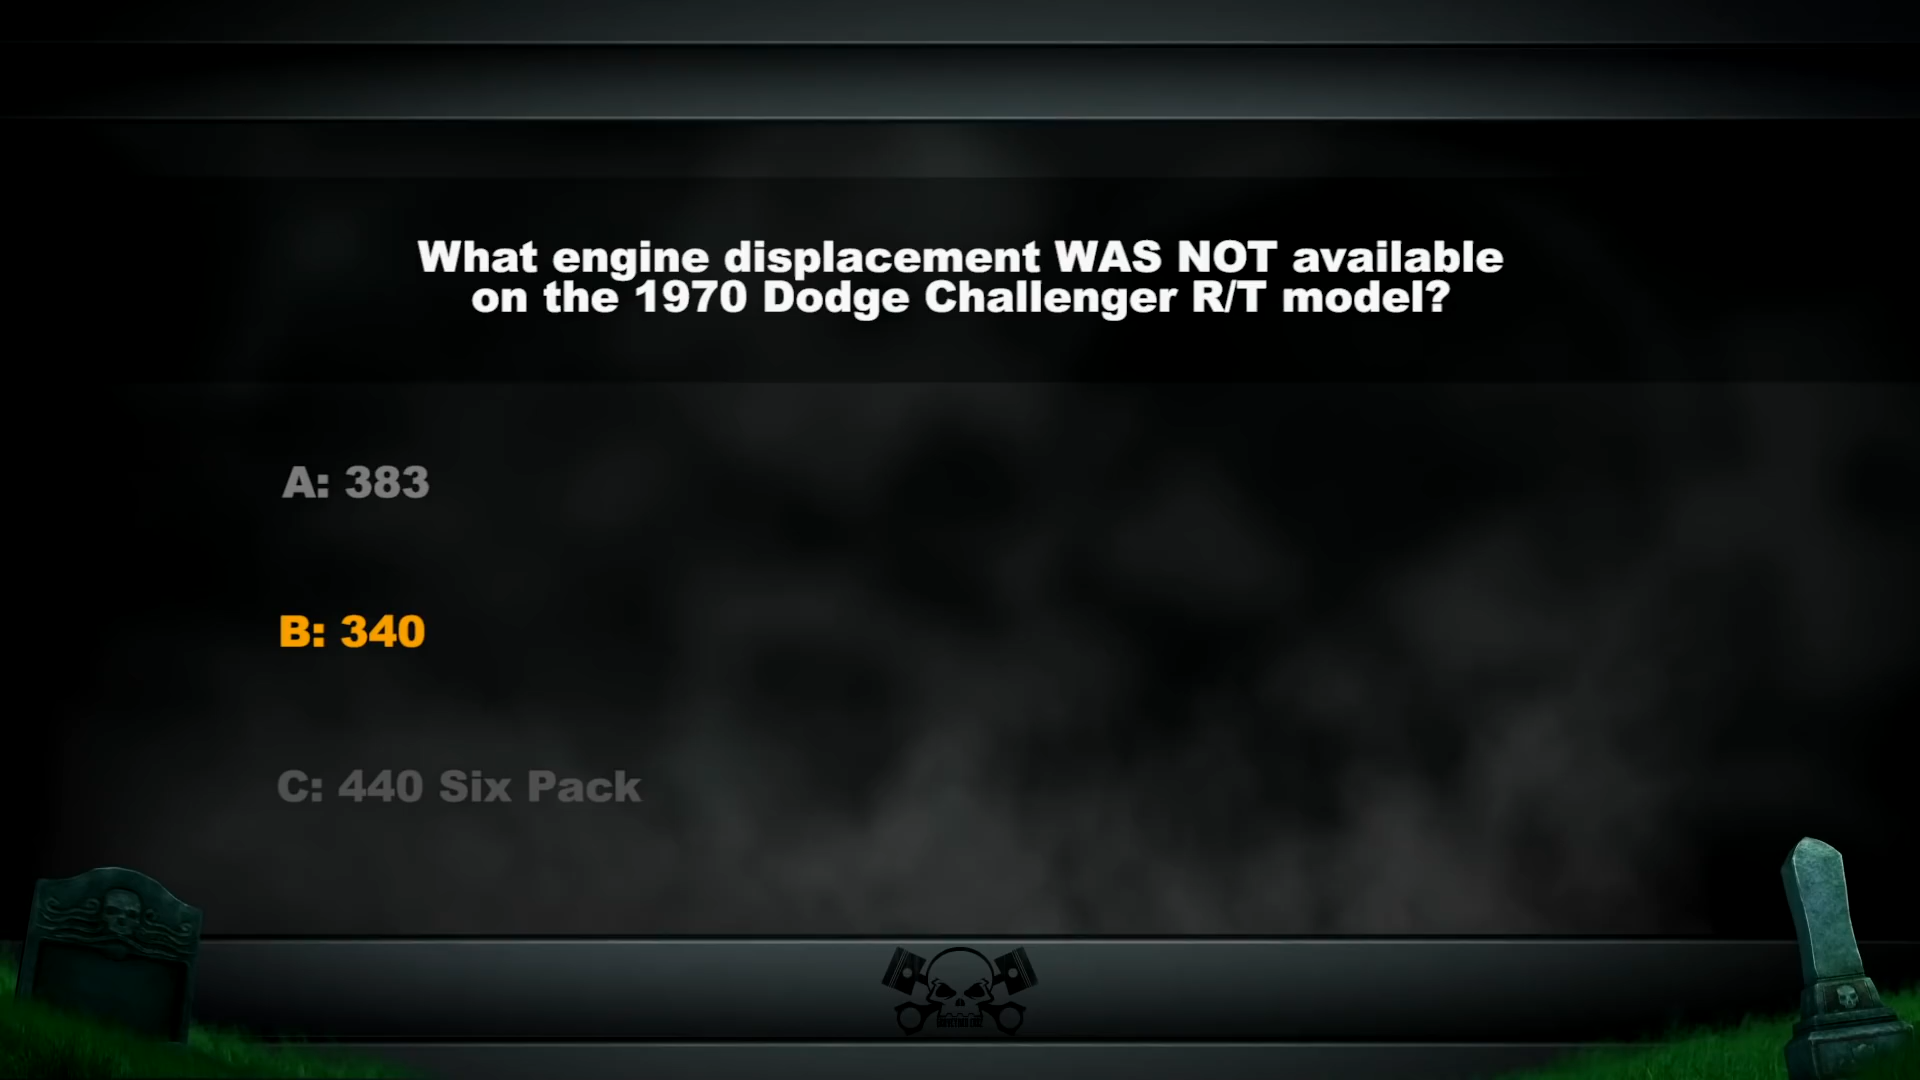 What engine displacement WAS NOT available
on the 1970 Dodge Challenger R/T model?
A: 383
B: 340
C: 440 Six Pack